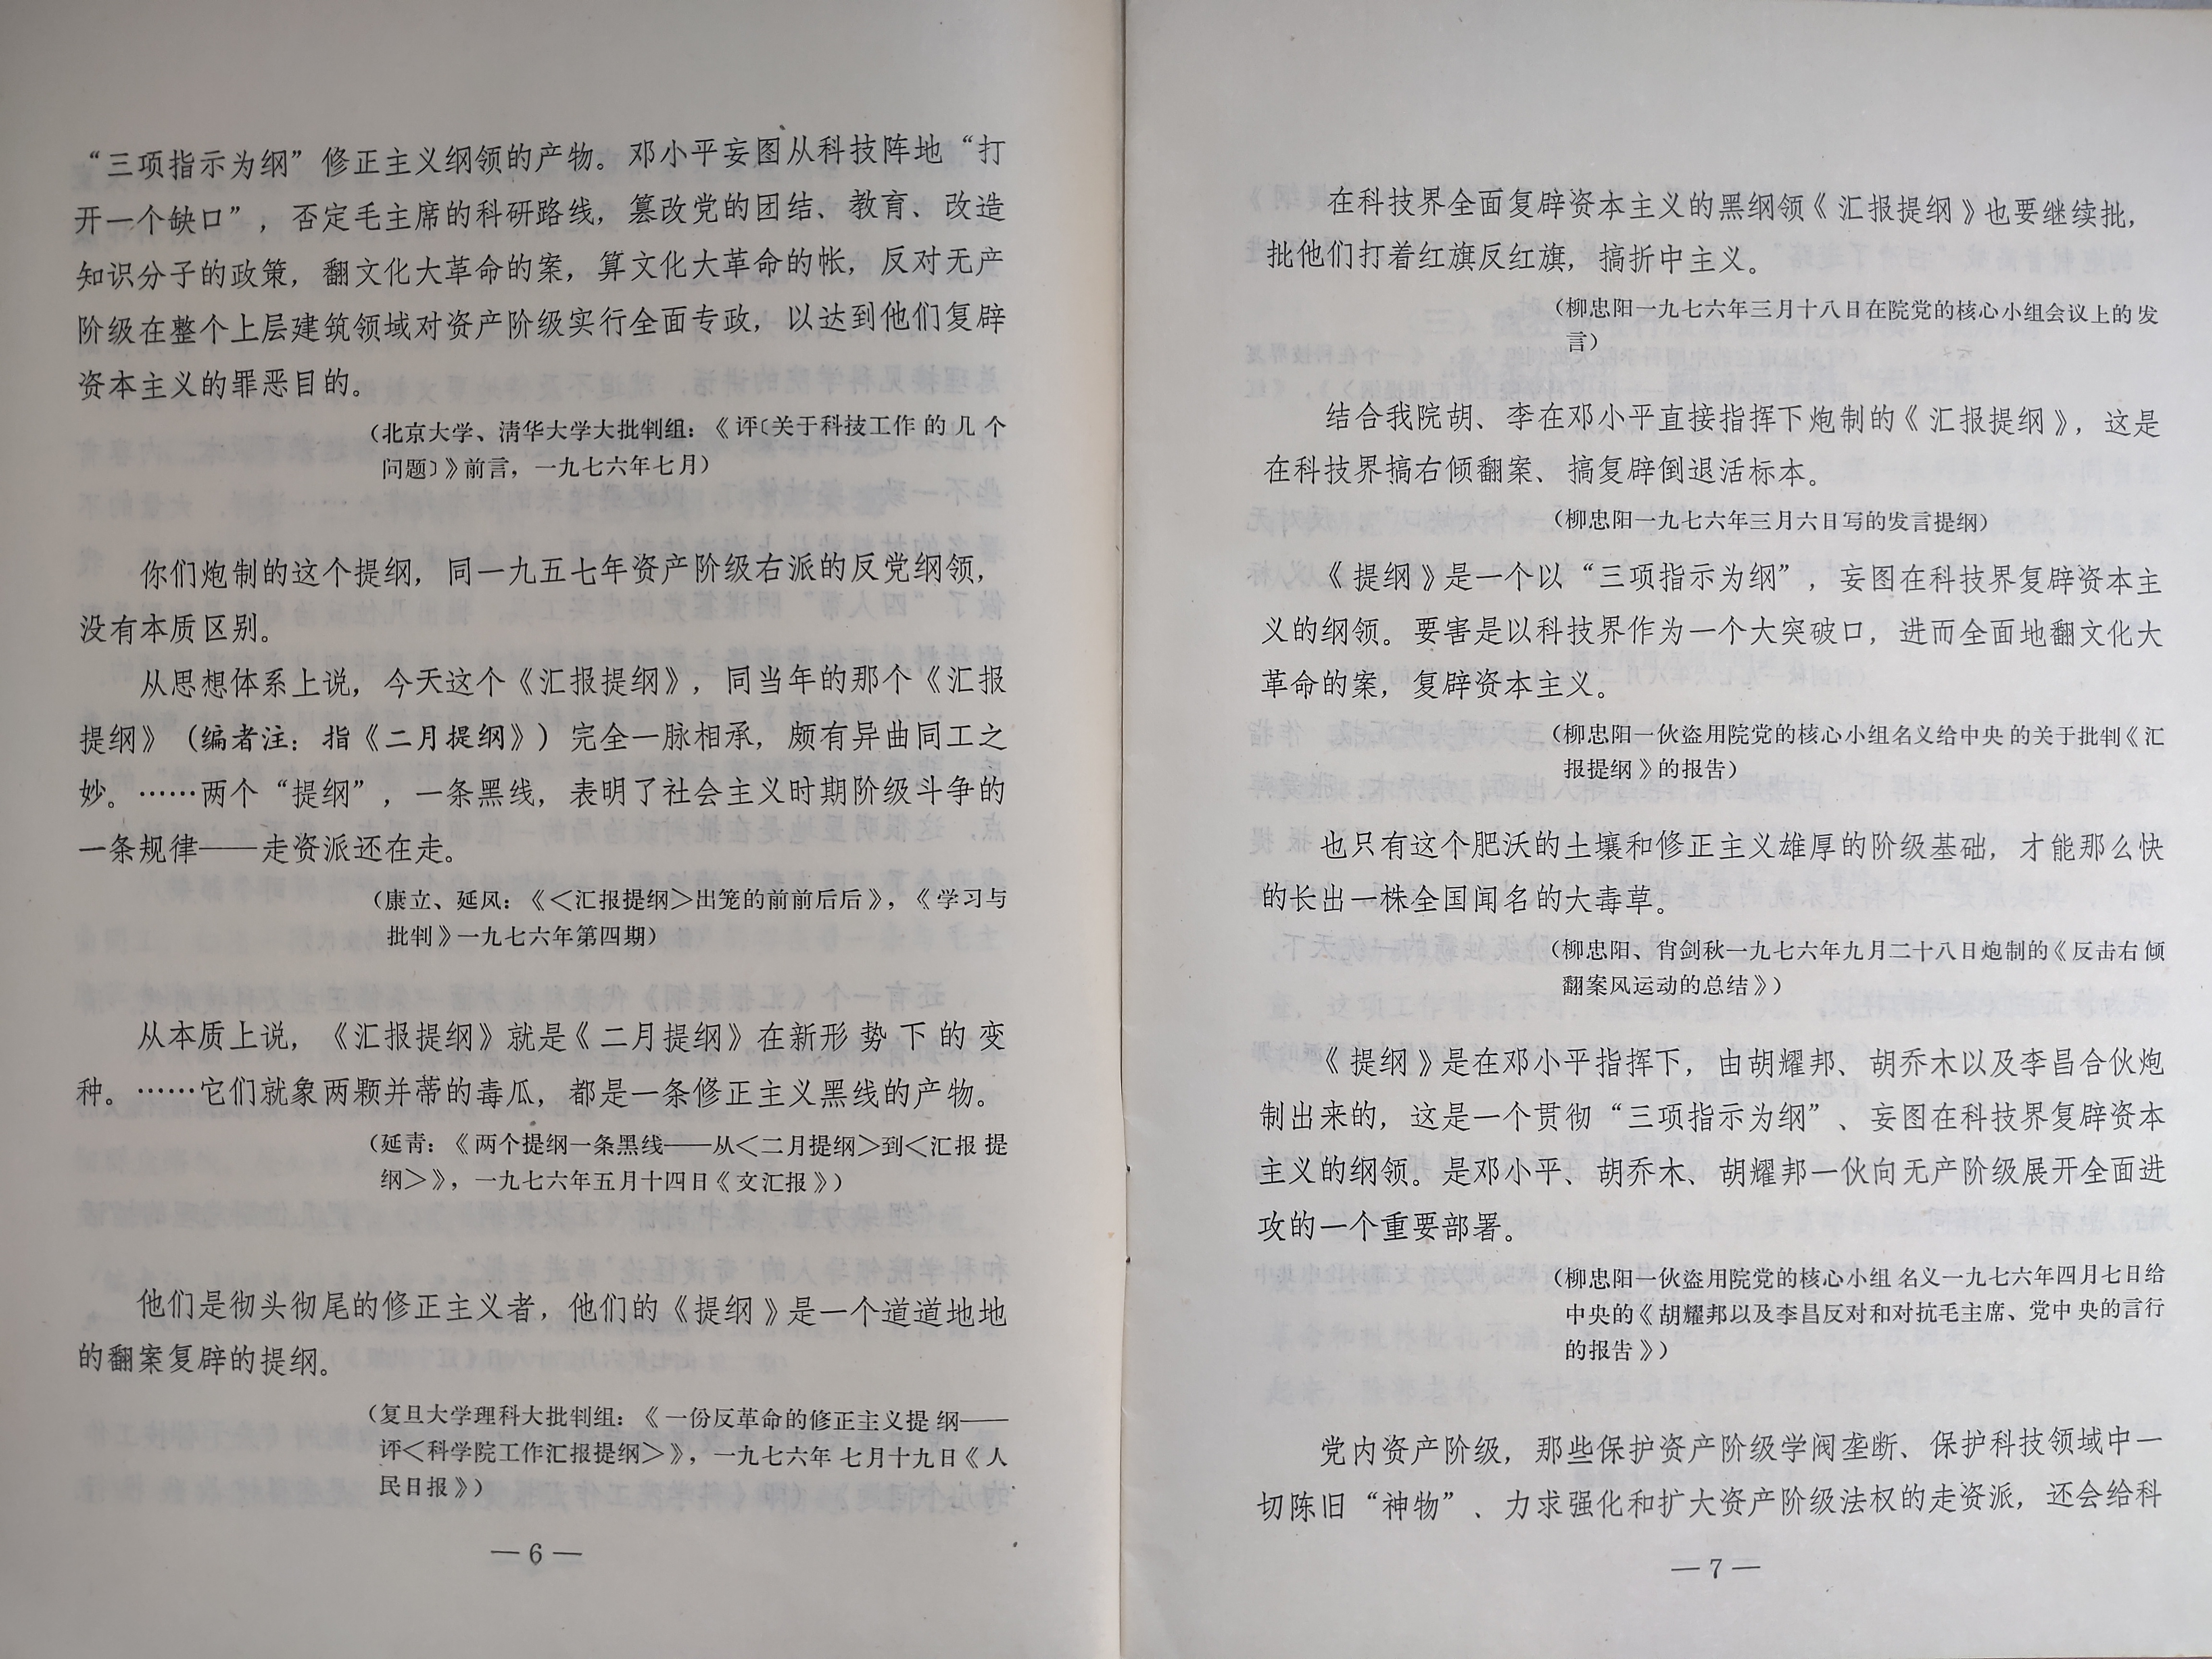 “三项指示为纲”修正主义纲领的产物。邓小平妄图从科技阵地“打
开一个缺口”，否定毛主席的科研路线，篡改党的团结、教育、改造
知识分子的政策，翻文化大革命的案，算文化大革命的帐，反对无产
阶级在整个上层建筑领域对资产阶级实行全面专政，以达到他们复辟
资本主义的罪恶目的。
（北京大学、清华大学大批判组：《评〔关于科技工作的几个
问题〕》前言，一九七六年七月）
你们炮制的这个提纲，同一九五七年资产阶级右派的反党纲领，
没有本质区别。
从思想体系上说，今天这个《汇报提纲》，同当年的那个《汇报
提纲》（编者注：指《二月提纲》）完全一脉相承，颇有异曲同工之
妙。……两个“提纲”，一条黑线，表明了社会主义时期阶级斗争的
一条规律——走资派还在走。
（康立、延风：《＜汇报提纲＞出笼的前前后后》，《学习与
批判》一九七六年第四期）
从本质上说，《汇报提纲》就是《二月提纲》在新形势下的变
种。……它们就象两颗并蒂的毒瓜，都是一条修正主义黑线的产物。
（延青：《两个提纲一条黑线——从＜二月提纲＞到＜汇报提
纲＞》，一九七六年五月十四日《文汇报》）
他们是彻头彻尾的修正主义者，他们的《提纲》是一个道道地地
的翻案复辟的提纲。
（复旦大学理科大批判组：《一份反革命的修正主义提纲——
评＜科学院工作汇报提纲＞》，一九七六年七月十九日《人
民日报》）
—6—
在科技界全面复辟资本主义的黑纲领《汇报提纲》也要继续批，
批他们打着红旗反红旗，搞折中主义。
（柳忠阳一九七六年三月十八日在院党的核心小组会议上的发
言）
结合我院胡、李在邓小平直接指挥下炮制的《汇报提纲》，这是
在科技界搞右倾翻案、搞复辟倒退活标本。
（柳忠阳一九七六年三月六日写的发言提纲）
《提纲》是一个以“三项指示为纲”，妄图在科技界复辟资本主
义的纲领。要害是以科技界作为一个大突破口，进而全面地翻文化大
革命的案，复辟资本主义。
（柳忠阳一伙盗用院党的核心小组名义给中央的关于批判《汇
报提纲》的报告）
也只有这个肥沃的土壤和修正主义雄厚的阶级基础，才能那么快
的长出一株全国闻名的大毒草。
（柳忠阳、肖剑秋一九七六年九月二十八日炮制的《反击右倾
翻案风运动的总结》）
《提纲》是在邓小平指挥下，由胡耀邦、胡乔木以及李昌合伙炮
制出来的，这是一个贯彻“三项指示为纲”、妄图在科技界复辟资本
主义的纲领。是邓小平、胡乔木、胡耀邦一伙向无产阶级展开全面进
攻的一个重要部署。
（柳忠阳一伙盗用院党的核心小组名义一九七六年四月七日给
中央的《胡耀邦以及李昌反对和对抗毛主席、党中央的言行
的报告》）
党内资产阶级，那些保护资产阶级学阀垄断、保护科技领域中一
切陈旧“神物”、力求强化和扩大资产阶级法权的走资派，还会给科
—7—